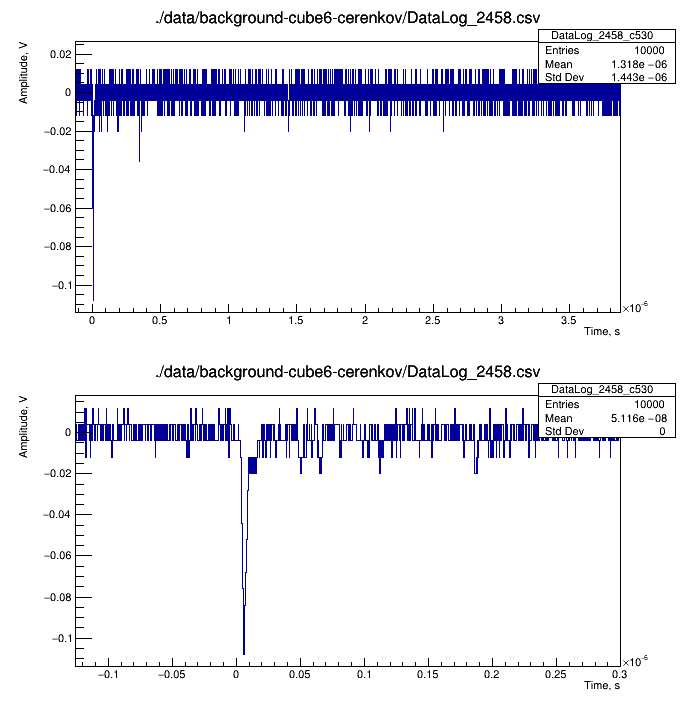 ./data/background-cube6-cerenkov/DataLog_2458.csv
DataLog_2458_c530
Entries 10000
Mean 1.318e −06
Std Dev 1.443e −06
Amplitude, V
0.02
0
−0.02
−0.04
−0.06
−0.08
−0.1
0 0.5 1 1.5 2 2.5 3 3.5
×10⁻⁶
Time, s
./data/background-cube6-cerenkov/DataLog_2458.csv
DataLog_2458_c530
Entries 10000
Mean 5.116e −08
Std Dev 0
Amplitude, V
0
−0.02
−0.04
−0.06
−0.08
−0.1
−0.1 −0.05 0 0.05 0.1 0.15 0.2 0.25 0.3
×10⁻⁶
Time, s